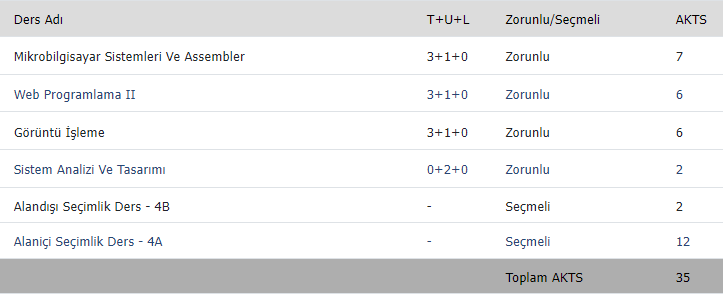 Ders Adı T+U+L Zorunlu/Seçmeli AKTS
Mikrobilgisayar Sistemleri Ve Assembler 3+1+0 Zorunlu 7
Web Programlama II 3+1+0 Zorunlu 6
Görüntü İşleme 3+1+0 Zorunlu 6
Sistem Analizi Ve Tasarımı 0+2+0 Zorunlu 2
Alandışı Seçimlik Ders - 4B - Seçmeli 2
Alaniçi Seçimlik Ders - 4A - Seçmeli 12
Toplam AKTS 35